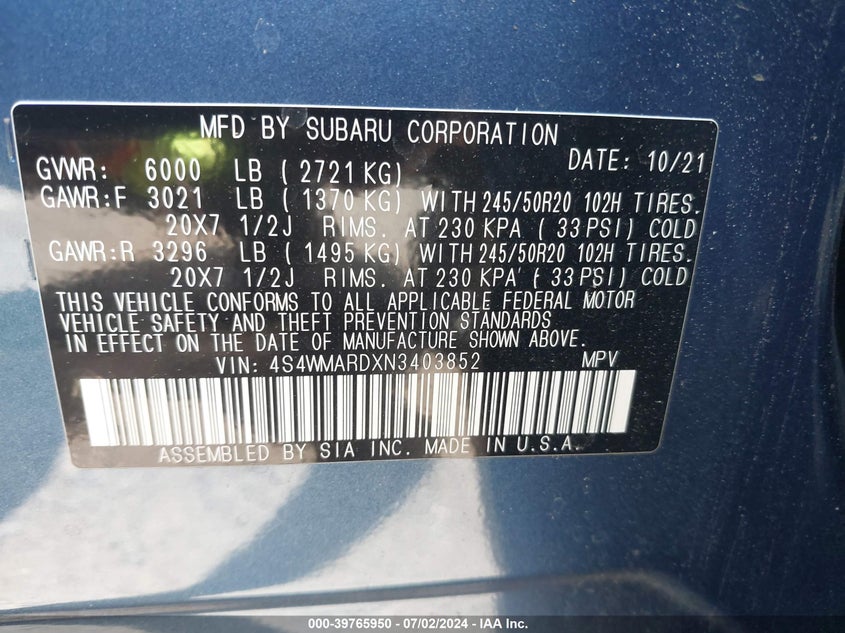 MFD BY SUBARU CORPORATION
DATE: 10/21
GVWR: 6000 LB ( 2721 KG)
GAWR:F 3021 LB ( 1370 KG) WITH 245/50R20 102H TIRES.
20X7 1/2J RIMS. AT 230 KPA ( 33 PSI) COLD
GAWR:R 3296 LB ( 1495 KG) WITH 245/50R20 102H TIRES.
20X7 1/2J RIMS. AT 230 KPA ( 33 PSI) COLD
THIS VEHICLE CONFORMS TO ALL APPLICABLE FEDERAL MOTOR
VEHICLE SAFETY AND THEFT PREVENTION STANDARDS
IN EFFECT ON THE DATE OF MANUFACTURE SHOWN ABOVE.
VIN: 4S4WMARDXN3403852 MPV
ASSEMBLED BY SIA INC. MADE IN U.S.A.
000-39765950 - 07/02/2024 - IAA Inc.